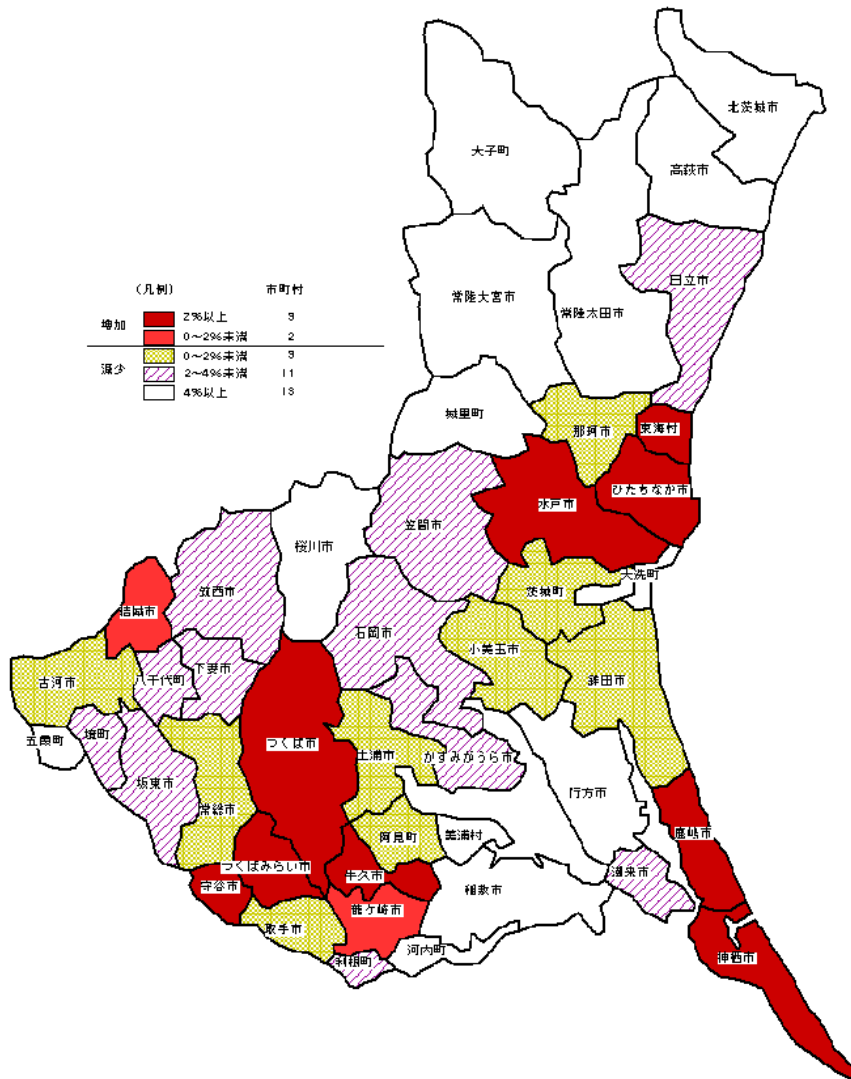 北茨城市
大子町
高萩市
日立市
(凡例) 市町村
常陸大宮市
常陸太田市
増加 2%以上 9
0〜2%未満 2
減少 0〜2%未満 9
2〜4%未満 11
4%以上 13
城里町
那珂市
東海村
ひたちなか市
水戸市
笠間市
桜川市
大洗町
筑西市
茨城町
結城市
石岡市
小美玉市
下妻市
八千代町
鉾田市
古河市
五霞町
境町
つくば市
土浦市
かすみがうら市
坂東市
行方市
常総市
阿見町
美浦村
鹿嶋市
つくばみらい市
牛久市
潮来市
守谷市
稲敷市
龍ケ崎市
取手市
河内町
神栖市
利根町